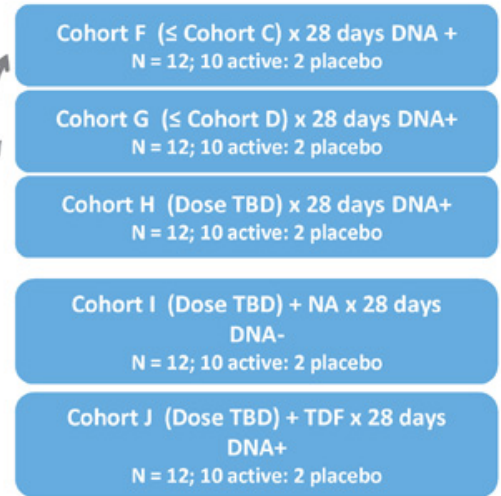 Cohort F (≤ Cohort C) x 28 days DNA +
N = 12; 10 active: 2 placebo
Cohort G (≤ Cohort D) x 28 days DNA+
N = 12; 10 active: 2 placebo
Cohort H (Dose TBD) x 28 days DNA+
N = 12; 10 active: 2 placebo
Cohort I (Dose TBD) + NA x 28 days
DNA-
N = 12; 10 active: 2 placebo
Cohort J (Dose TBD) + TDF x 28 days
DNA+
N = 12; 10 active: 2 placebo